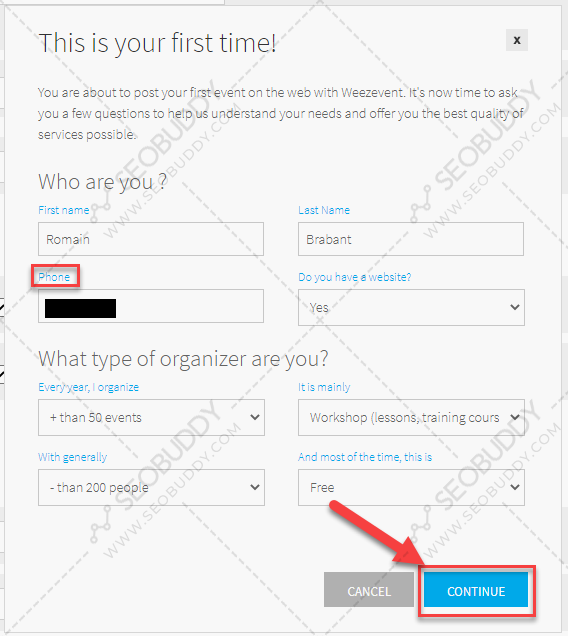 This is your first time!
x
You are about to post your first event on the web with Weezevent. It's now time to ask
you a few questions to help us understand your needs and offer you the best quality of
services possible.
Who are you ?
First name
Last Name
Romain
Brabant
Phone
Do you have a website?
Yes
What type of organizer are you?
Every year, I organize
It is mainly
+ than 50 events
Workshop (lessons, training cours
With generally
And most of the time, this is
- than 200 people
Free
CANCEL
CONTINUE
SEOBUDDY
WWW.SEOBUDDY.COM
SEOBUDDY
WWW.SEOBUDDY.COM
SEOBUDDY
WWW.SEOBUDDY.COM
SEOBUDDY
WWW.SEOBUDDY.COM